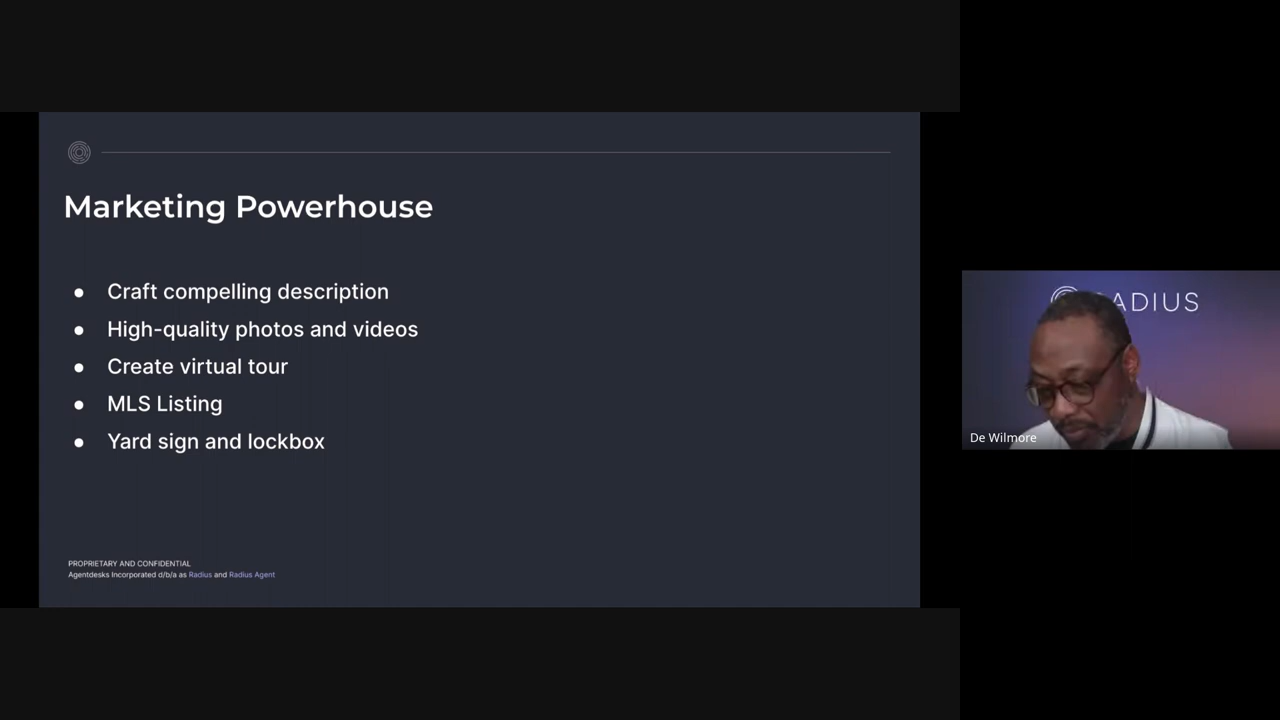 Marketing Powerhouse
● Craft compelling description
● High-quality photos and videos
● Create virtual tour
● MLS Listing
● Yard sign and lockbox
PROPRIETARY AND CONFIDENTIAL
Agentdesks Incorporated d/b/a as Radius and Radius Agent
RADIUS
De Wilmore